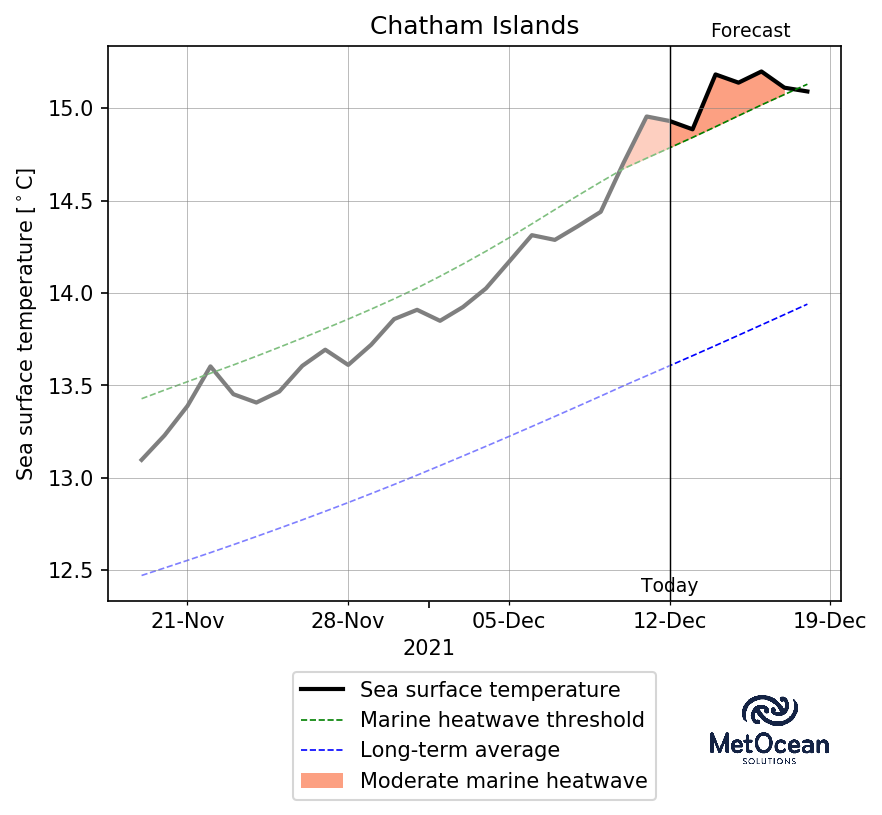 Chatham Islands
Forecast
Sea surface temperature [°C]
15.0
14.5
14.0
13.5
13.0
12.5
Today
21-Nov
28-Nov
05-Dec
12-Dec
19-Dec
2021
Sea surface temperature
Marine heatwave threshold
Long-term average
Moderate marine heatwave
MetOcean
SOLUTIONS